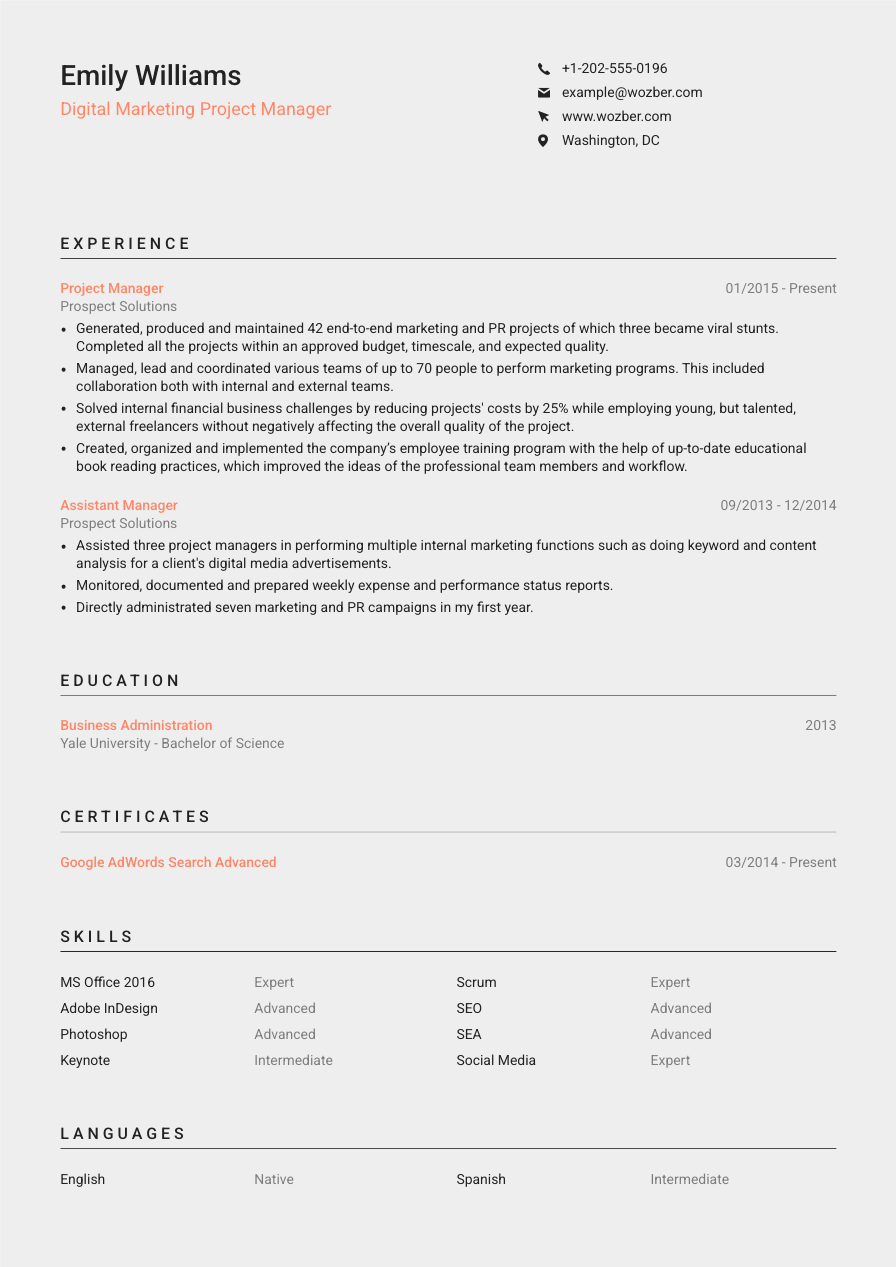 Emily Williams
Digital Marketing Project Manager
+1-202-555-0196
example@wozber.com
www.wozber.com
Washington, DC
EXPERIENCE
Project Manager 01/2015 - Present
Prospect Solutions
• Generated, produced and maintained 42 end-to-end marketing and PR projects of which three became viral stunts.
Completed all the projects within an approved budget, timescale, and expected quality.
• Managed, lead and coordinated various teams of up to 70 people to perform marketing programs. This included
collaboration both with internal and external teams.
• Solved internal financial business challenges by reducing projects' costs by 25% while employing young, but talented,
external freelancers without negatively affecting the overall quality of the project.
• Created, organized and implemented the company’s employee training program with the help of up-to-date educational
book reading practices, which improved the ideas of the professional team members and workflow.
Assistant Manager 09/2013 - 12/2014
Prospect Solutions
• Assisted three project managers in performing multiple internal marketing functions such as doing keyword and content
analysis for a client's digital media advertisements.
• Monitored, documented and prepared weekly expense and performance status reports.
• Directly administrated seven marketing and PR campaigns in my first year.
EDUCATION
Business Administration 2013
Yale University - Bachelor of Science
CERTIFICATES
Google AdWords Search Advanced 03/2014 - Present
SKILLS
MS Office 2016 Expert Scrum Expert
Adobe InDesign Advanced SEO Advanced
Photoshop Advanced SEA Advanced
Keynote Intermediate Social Media Expert
LANGUAGES
English Native Spanish Intermediate